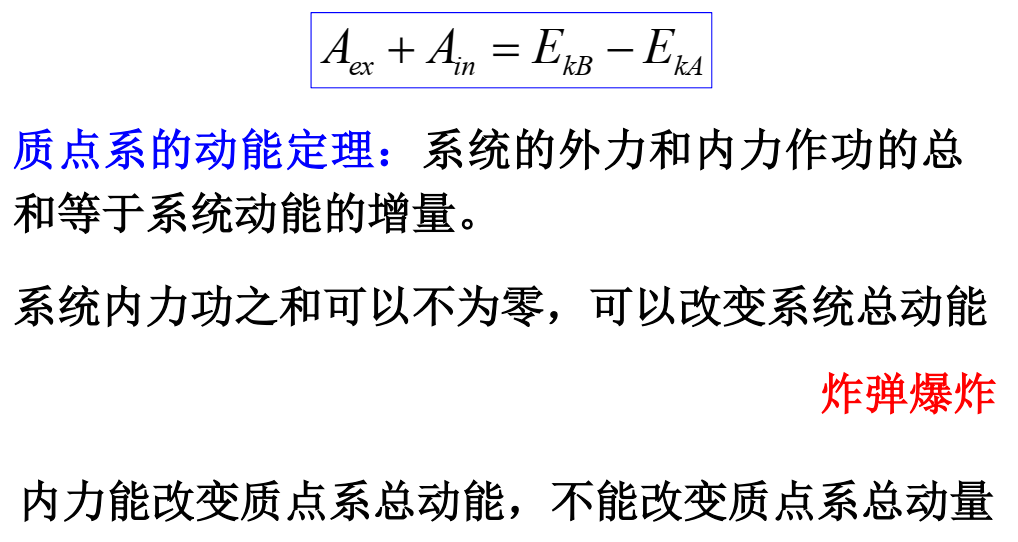 A_{ex} + A_{in} = E_{kB} − E_{kA}
质点系的动能定理：系统的外力和内力作功的总
和等于系统动能的增量。
系统内力功之和可以不为零，可以改变系统总动能
炸弹爆炸
内力能改变质点系总动能，不能改变质点系总动量